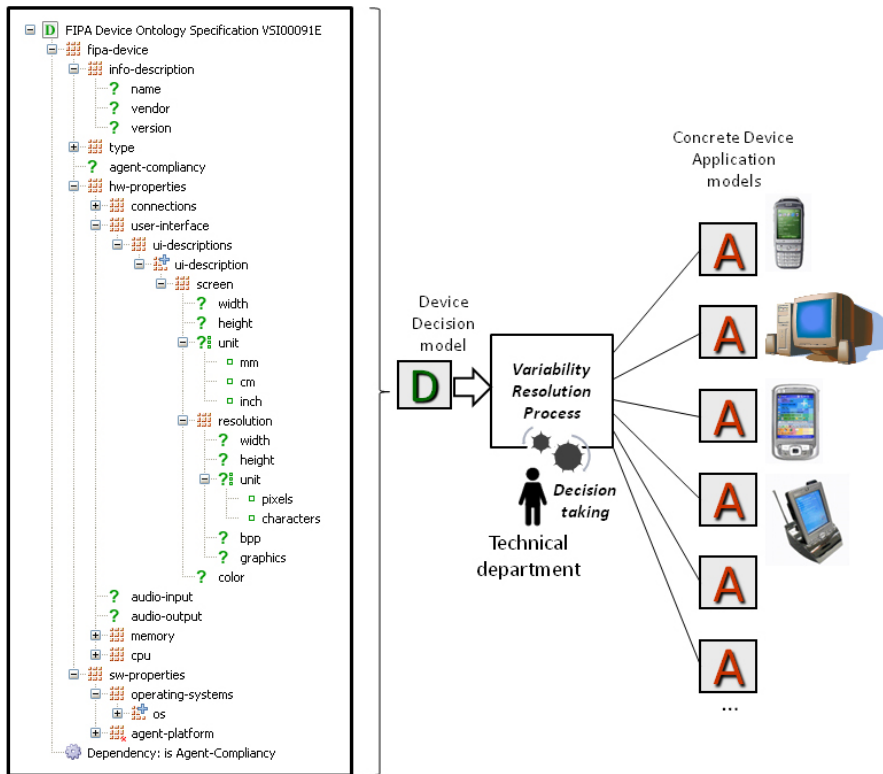 D FIPA Device Ontology Specification VSI00091E
fipa-device
info-description
? name
? vendor
? version
type
? agent-compliancy
hw-properties
connections
user-interface
ui-descriptions
ui-description
screen
? width
? height
? unit
mm
cm
inch
resolution
? width
? height
? unit
pixels
characters
? bpp
? graphics
? color
? audio-input
? audio-output
memory
cpu
sw-properties
operating-systems
os
agent-platform
Dependency: is Agent-Compliancy
Device
Decision
model
D
Variability
Resolution
Process
Decision
taking
Technical
department
Concrete Device
Application
models
A
A
A
A
A
A
...